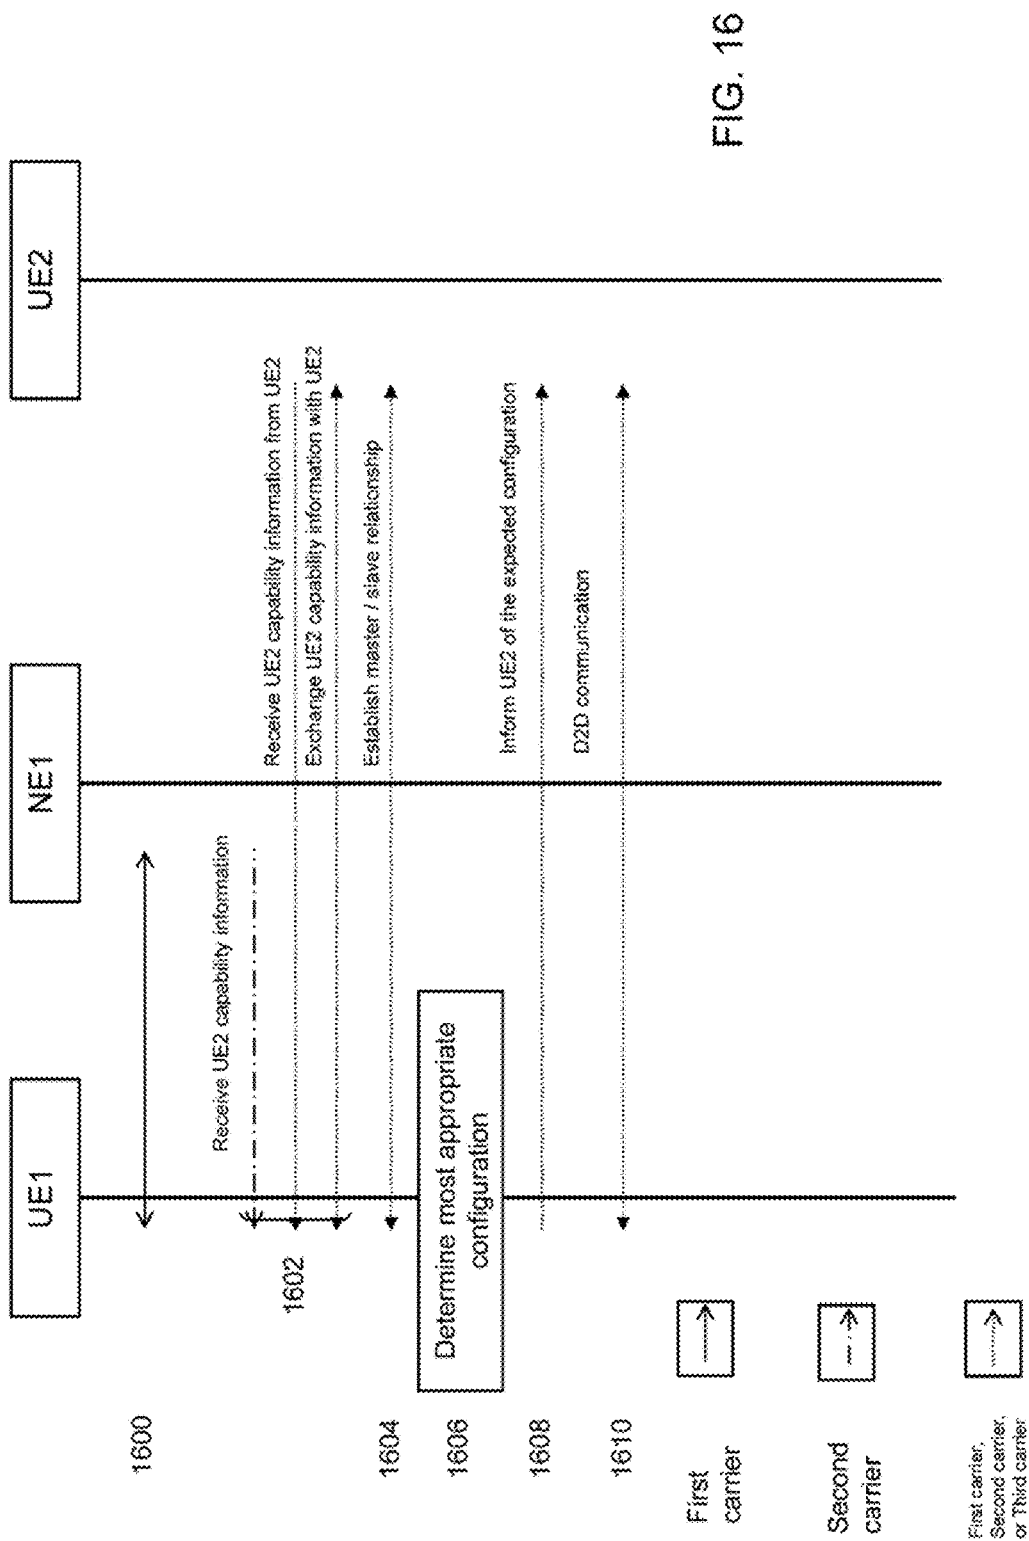 UE1
NE1
UE2
1600
Receive UE2 capability information
1602
Receive UE2 capability information from UE2
Exchange UE2 capability information with UE2
1604
Establish master / slave relationship
1606
Determine most appropriate
configuration
1608
Inform UE2 of the expected configuration
1610
D2D communication
First
carrier
Second
carrier
First carrier,
Second carrier,
or Third carrier
FIG. 16